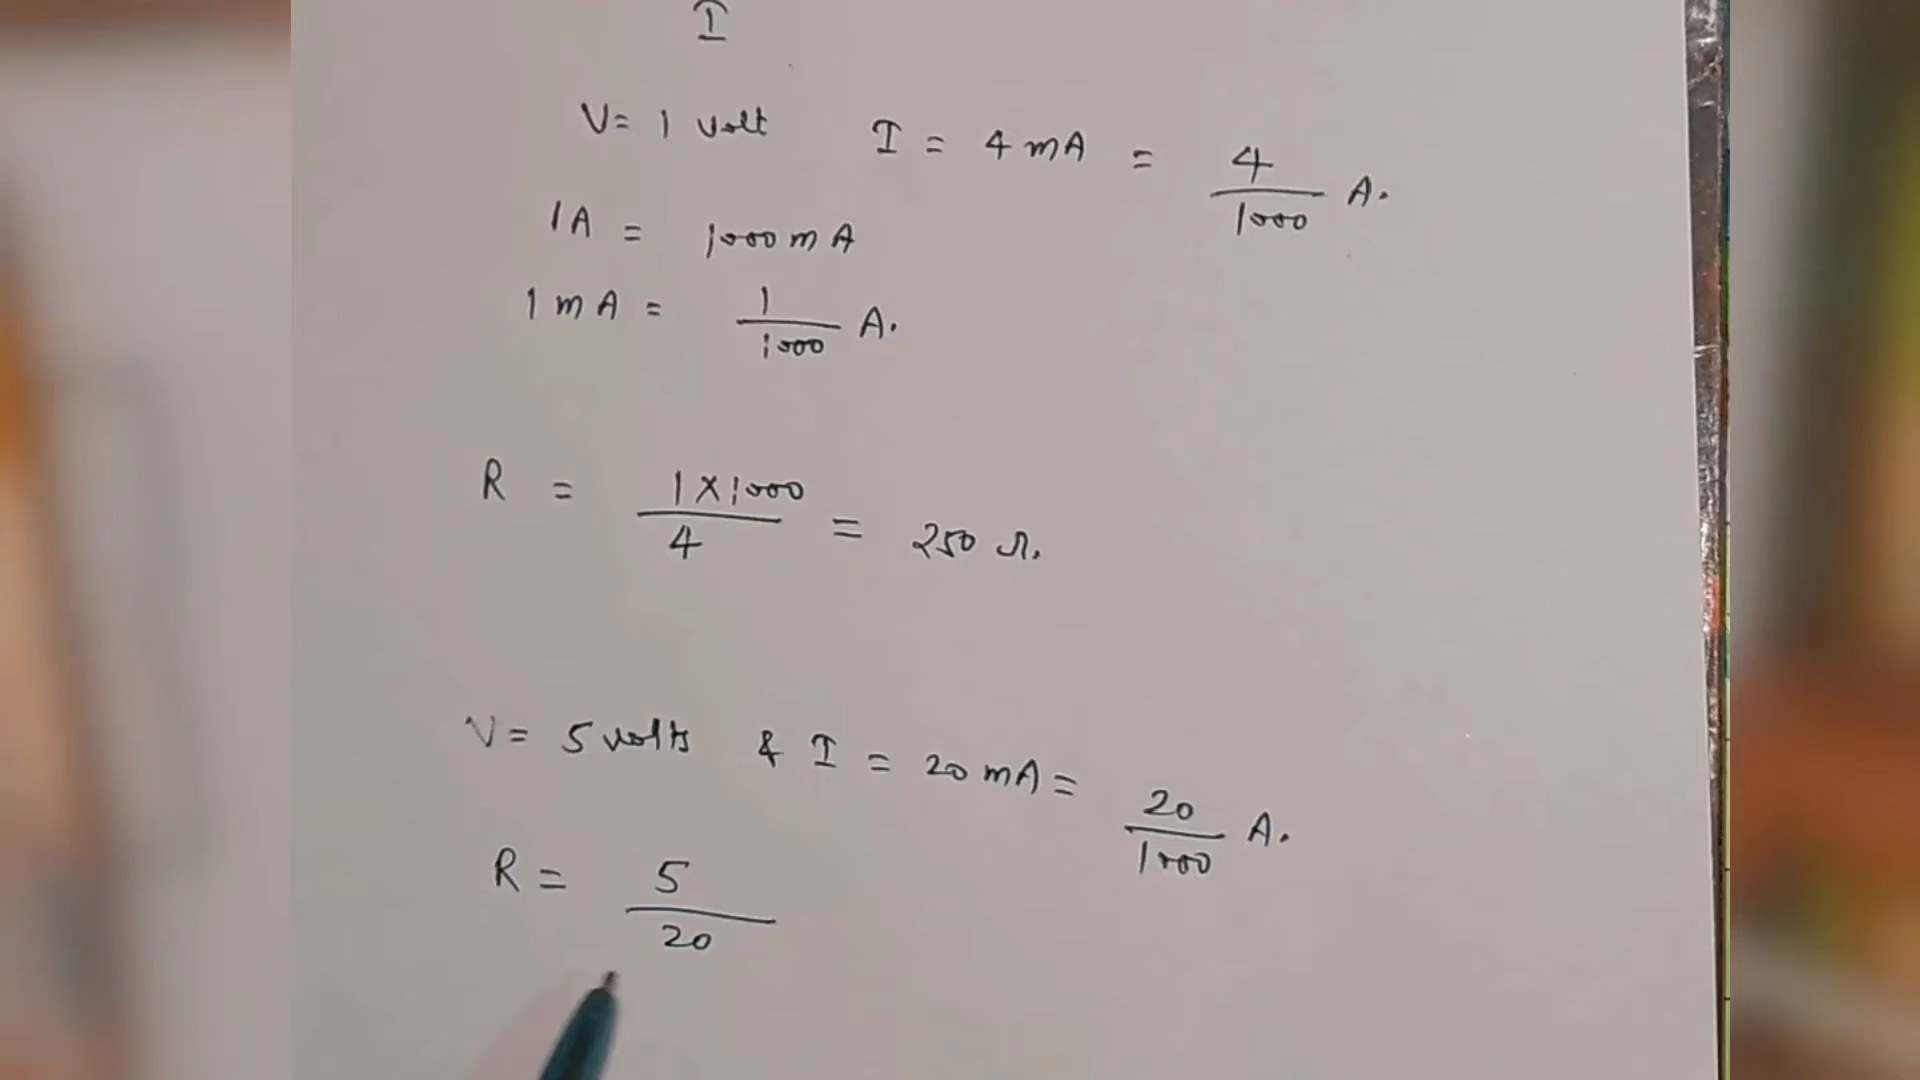 I
V= 1 volt I = 4 mA = 4/1000 A.
1A = 1000 mA
1 mA = 1/1000 A.
R = 1×1000/4 = 250 Ω.
V= 5 volts & I = 20 mA = 20/1000 A.
R = 5/20